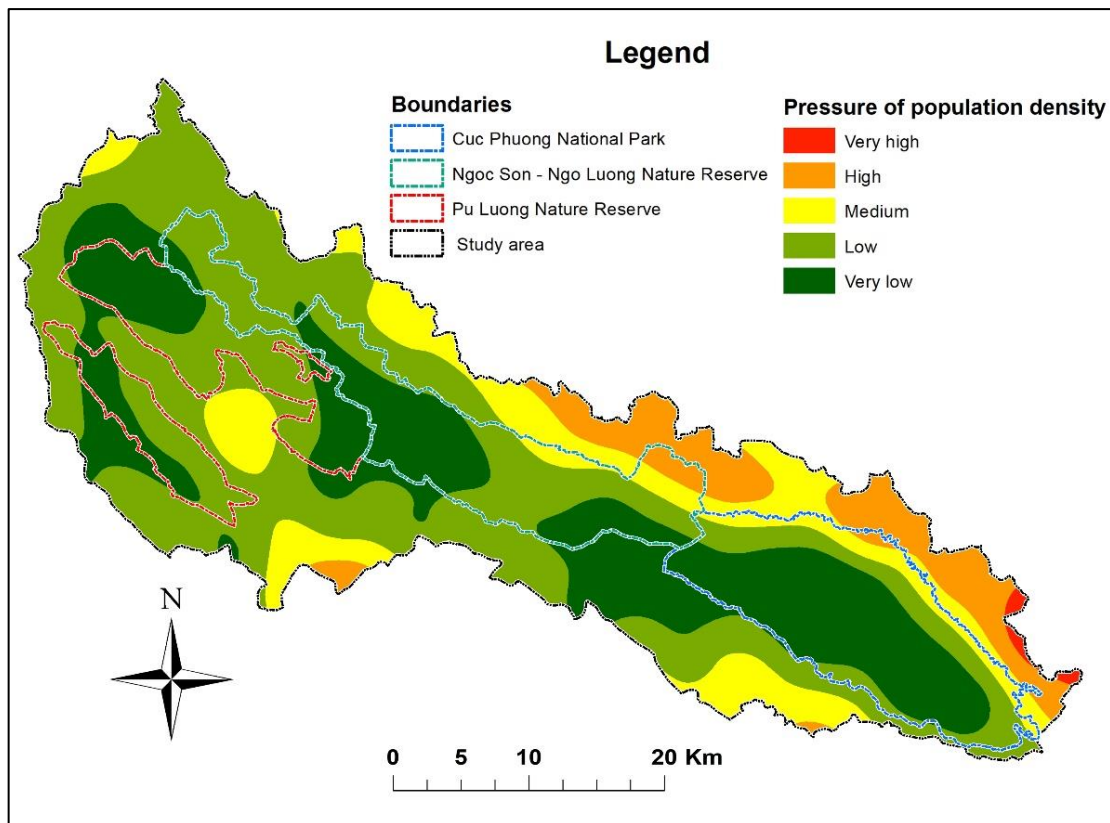 Legend
Boundaries
Cuc Phuong National Park
Ngoc Son - Ngo Luong Nature Reserve
Pu Luong Nature Reserve
Study area
Pressure of population density
Very high
High
Medium
Low
Very low
N
0 5 10 20 Km